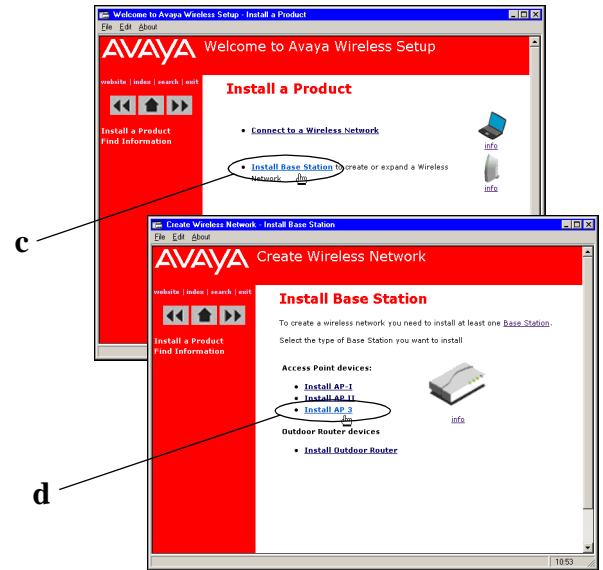 Welcome to Avaya Wireless Setup - Install a Product
File Edit About
AVAYA Welcome to Avaya Wireless Setup
website | index | search | exit
Install a Product
Find Information
Install a Product
• Connect to a Wireless Network
info
• Install Base Station to create or expand a Wireless
Network
info
c
Create Wireless Network - Install Base Station
File Edit About
AVAYA Create Wireless Network
website | index | search | exit
Install a Product
Find Information
Install Base Station
To create a wireless network you need to install at least one Base Station.
Select the type of Base Station you want to install
Access Point devices:
• Install AP-I
• Install AP II
• Install AP 3
info
Outdoor Router devices
• Install Outdoor Router
d
10:53